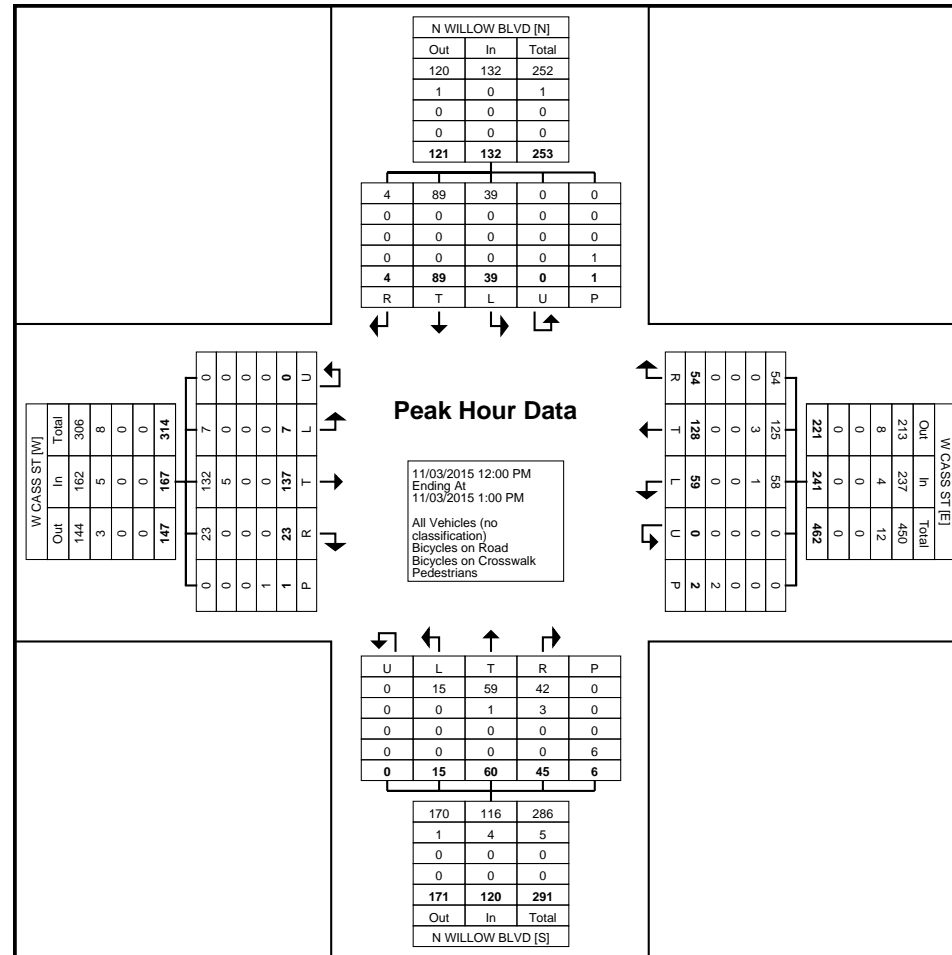 N WILLOW BLVD [N]
Out In Total
120 132 252
1 0 1
0 0 0
0 0 0
121 132 253
4 89 39 0 0
0 0 0 0 0
0 0 0 0 0
0 0 0 0 1
4 89 39 0 1
R T L U P
W CASS ST [W]
Total In Out
306 162 144
8 5 3
0 0 0
0 0 0
314 167 147
0 7 132 23 0
0 0 5 0 0
0 0 0 0 0
0 0 0 0 1
0 7 137 23 1
U L T R P
Peak Hour Data
11/03/2015 12:00 PM
Ending At
11/03/2015 1:00 PM
All Vehicles (no
classification)
Bicycles on Road
Bicycles on Crosswalk
Pedestrians
R T L U P
54 128 59 0 2
0 0 0 0 2
0 0 0 0 0
0 3 1 0 0
54 125 58 0 0
W CASS ST [E]
Out In Total
213 237 450
8 4 12
0 0 0
0 0 0
221 241 462
U L T R P
0 15 59 42 0
0 0 1 3 0
0 0 0 0 0
0 0 0 0 6
0 15 60 45 6
170 116 286
1 4 5
0 0 0
0 0 0
171 120 291
Out In Total
N WILLOW BLVD [S]